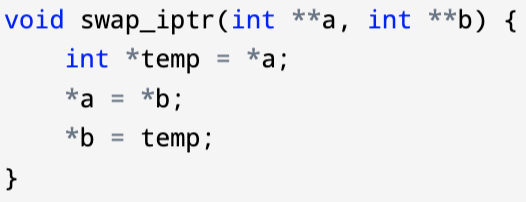 void swap_iptr(int **a, int **b) {
    int *temp = *a;
    *a = *b;
    *b = temp;
}